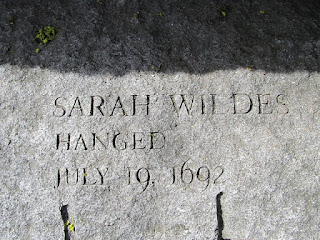 SARAH WILDES
HANGED
JULY 19, 1692